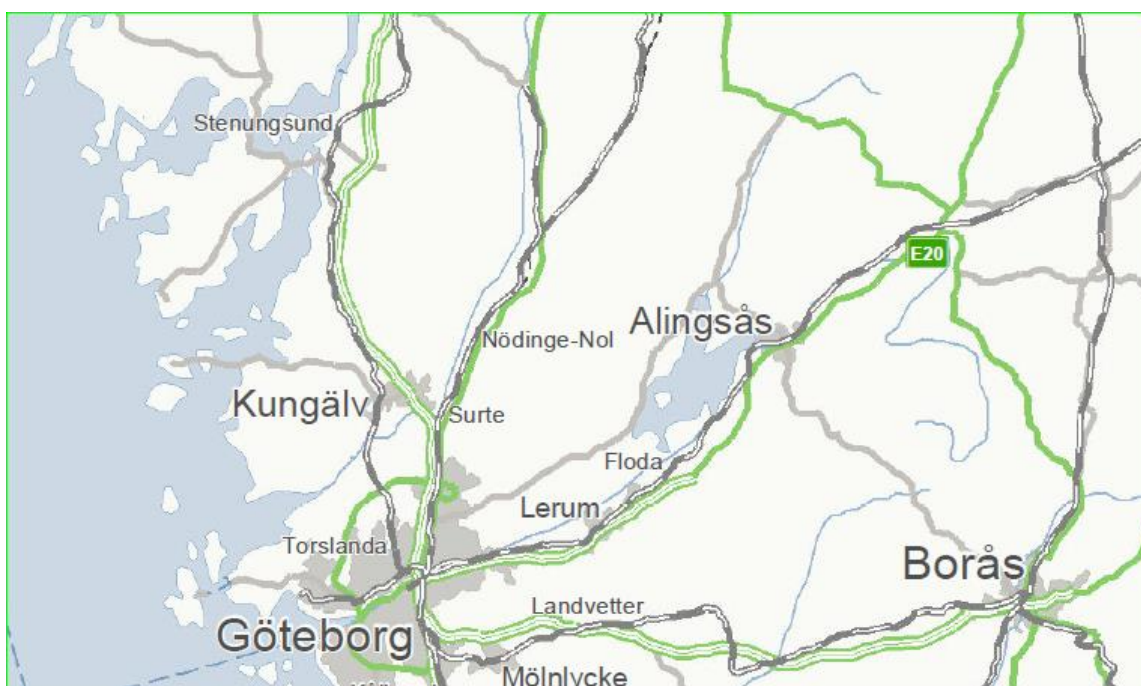 Stenungsund
E20
Alingsås
Nödinge-Nol
Kungälv
Surte
Floda
Lerum
Torslanda
Borås
Landvetter
Göteborg
Mölnlycke